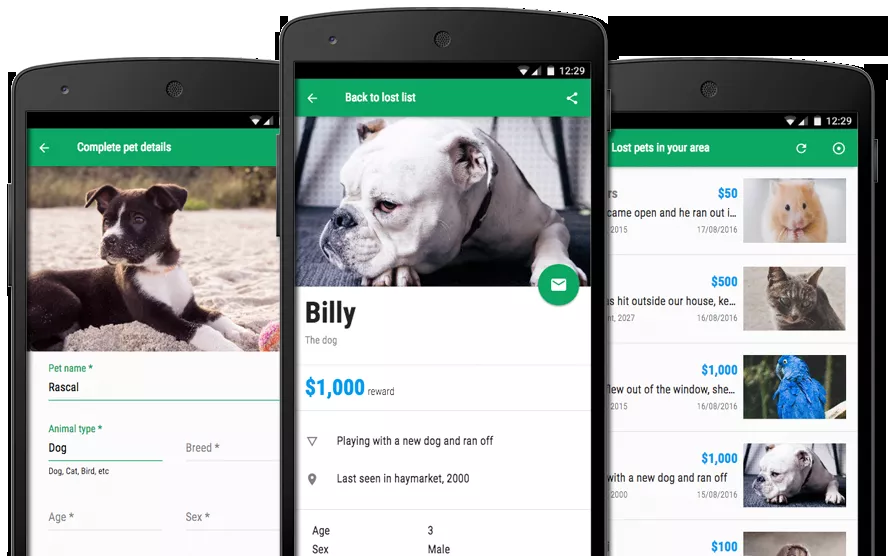 12:29
Back to lost list
Billy
The dog
$1,000 reward
Playing with a new dog and ran off
Last seen in haymarket, 2000
Age 3
Sex Male
Complete pet details
Pet name *
Rascal
Animal type *
Dog
Breed *
Dog, Cat, Bird, etc
Age *
Sex *
12:29
Lost pets in your area
$50
came open and he ran out i...
2015 17/08/2016
$500
hit outside our house, ke...
2027 16/08/2016
$1,000
out of the window, she...
2015 16/08/2016
$1,000
with a new dog and ran off
2000 15/08/2016
$100